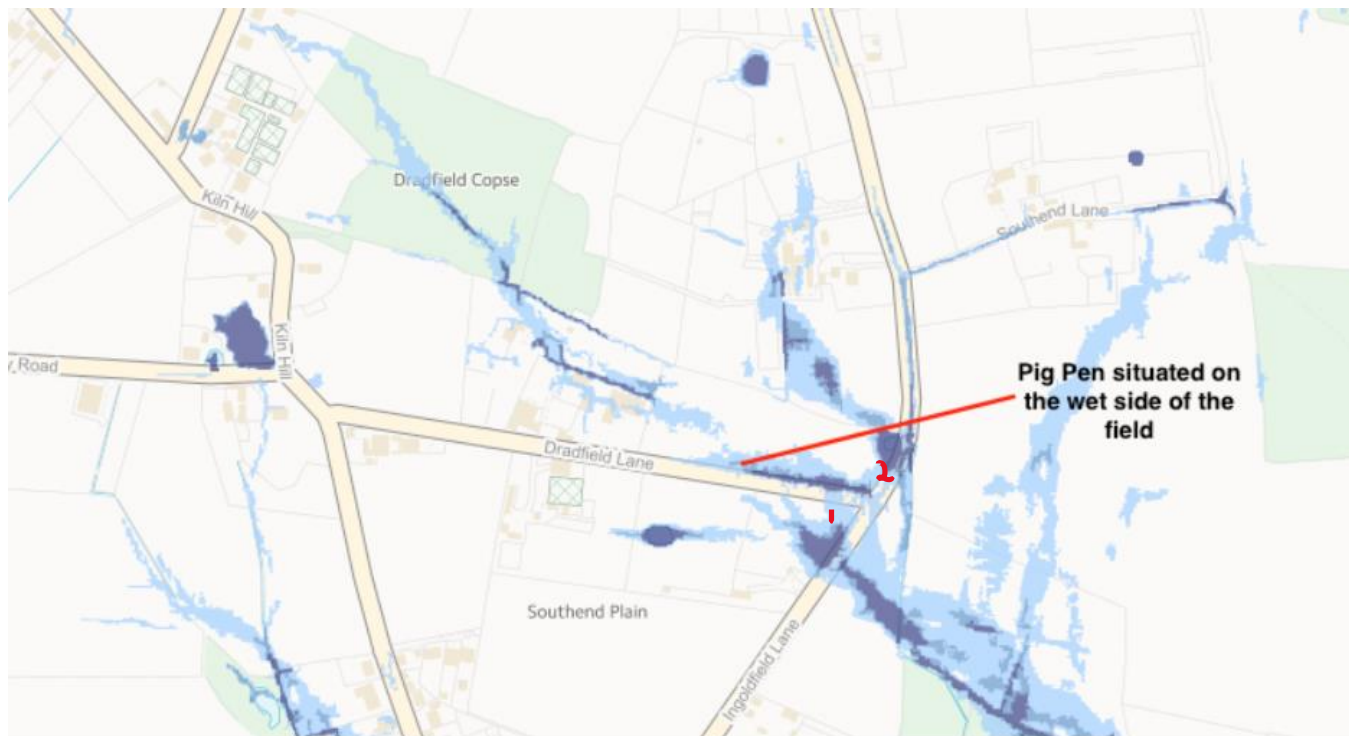 Dradfield Copse
Kiln Hill
Southend Lane
y Road
Kiln Hill
Pig Pen situated on
the wet side of the
field
Dradfield Lane
2
1
Southend Plain
Ingoldfield Lane